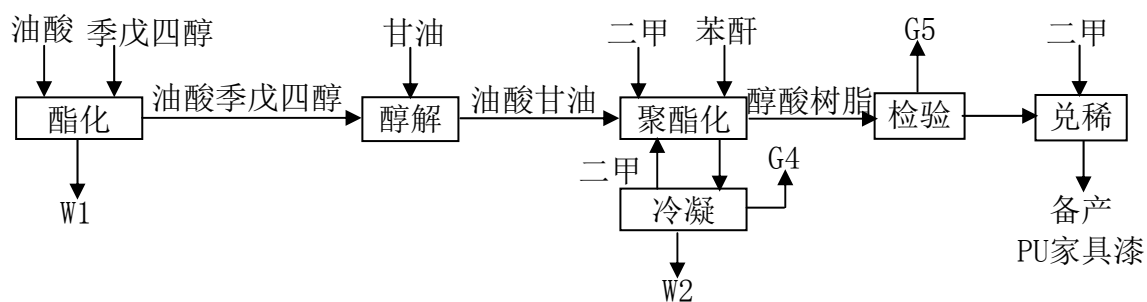 油酸
季戊四醇
甘油
二甲
苯酐
G5
二甲
酯化
油酸季戊四醇
醇解
油酸甘油
聚酯化
醇酸树脂
检验
兑稀
二甲
G4
冷凝
W1
W2
备产
PU家具漆